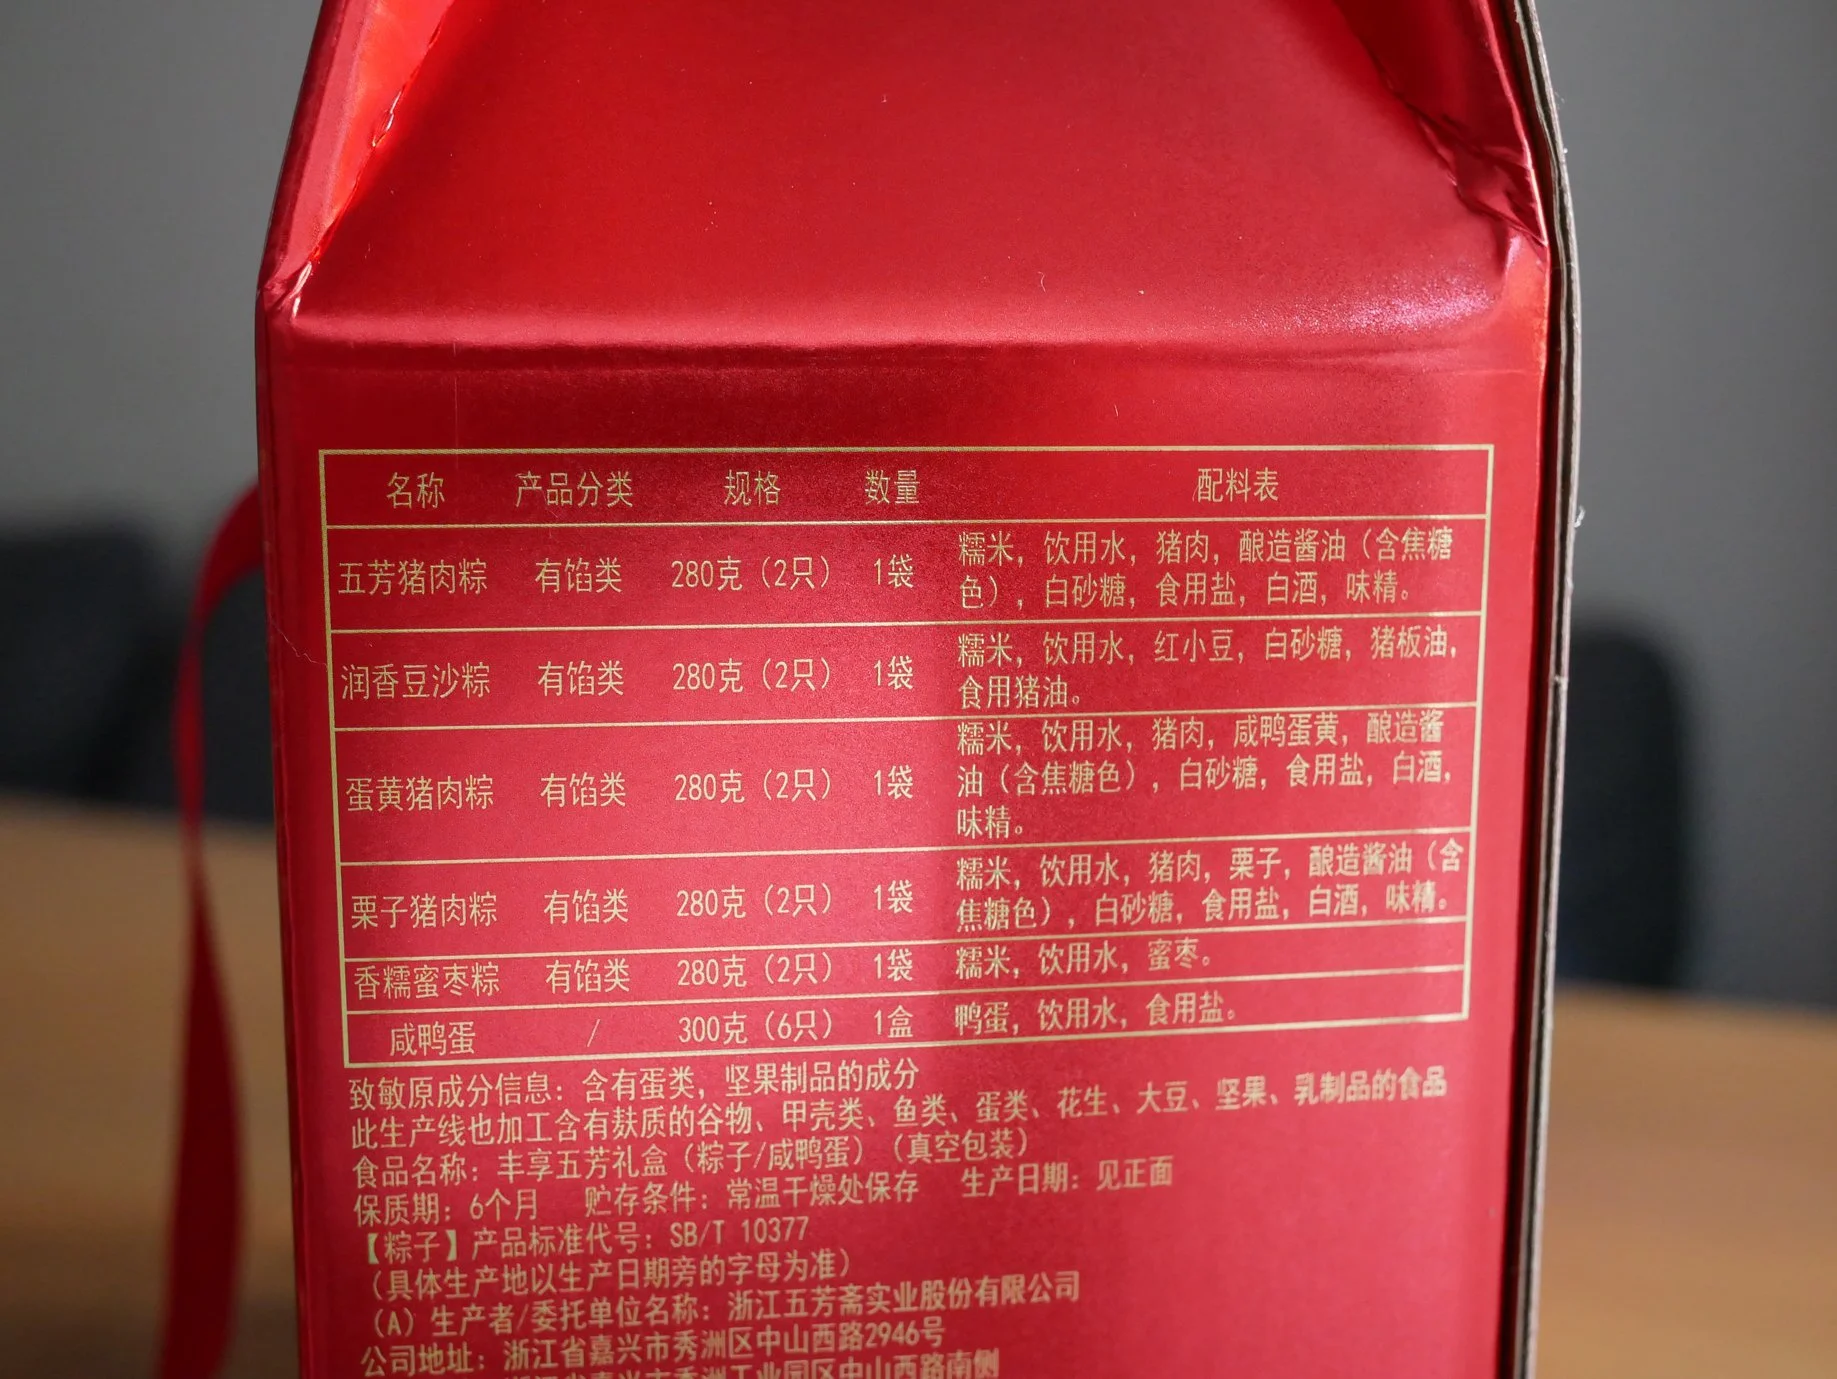 名称 产品分类 规格 数量 配料表
五芳猪肉粽 有馅类 280克（2只） 1袋 糯米，饮用水，猪肉，酿造酱油（含焦糖
色），白砂糖，食用盐，白酒，味精。
润香豆沙粽 有馅类 280克（2只） 1袋 糯米，饮用水，红小豆，白砂糖，猪板油，
食用猪油。
蛋黄猪肉粽 有馅类 280克（2只） 1袋 糯米，饮用水，猪肉，咸鸭蛋黄，酿造酱
油（含焦糖色），白砂糖，食用盐，白酒，
味精。
栗子猪肉粽 有馅类 280克（2只） 1袋 糯米，饮用水，猪肉，栗子，酿造酱油（含
焦糖色），白砂糖，食用盐，白酒，味精。
香糯蜜枣粽 有馅类 280克（2只） 1袋 糯米，饮用水，蜜枣。
咸鸭蛋 / 300克（6只） 1盒 鸭蛋，饮用水，食用盐。
致敏原成分信息：含有蛋类，坚果制品的成分
此生产线也加工含有麸质的谷物、甲壳类、鱼类、蛋类、花生、大豆、坚果、乳制品的食品
食品名称：丰享五芳礼盒（粽子/咸鸭蛋）（真空包装）
保质期：6个月 贮存条件：常温干燥处保存 生产日期：见正面
【粽子】产品标准代号：SB/T 10377
（具体生产地以生产日期旁的字母为准）
（A）生产者/委托单位名称：浙江五芳斋实业股份有限公司
公司地址：浙江省嘉兴市秀洲区中山西路2946号
浙江省嘉兴市秀洲工业园区中山西路南侧